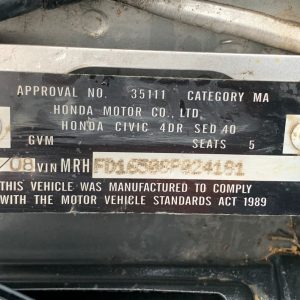 APPROVAL NO. 35111 CATEGORY MA
HONDA MOTOR CO., LTD.
HONDA CIVIC 4DR SED 40
GVM SEATS 5
/08 VIN MRH
THIS VEHICLE WAS MANUFACTURED TO COMPLY
WITH THE MOTOR VEHICLE STANDARDS ACT 1989